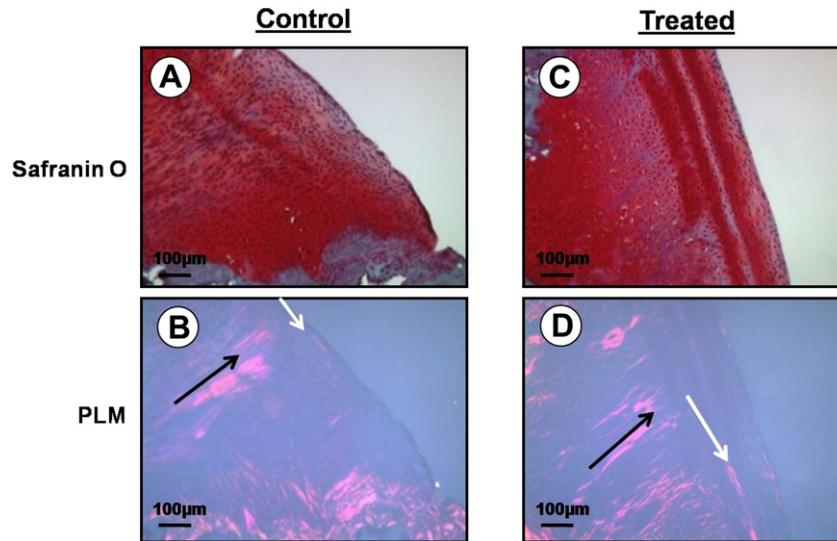 Control
Treated
Safranin O
A
C
100µm
100µm
PLM
B
D
100µm
100µm